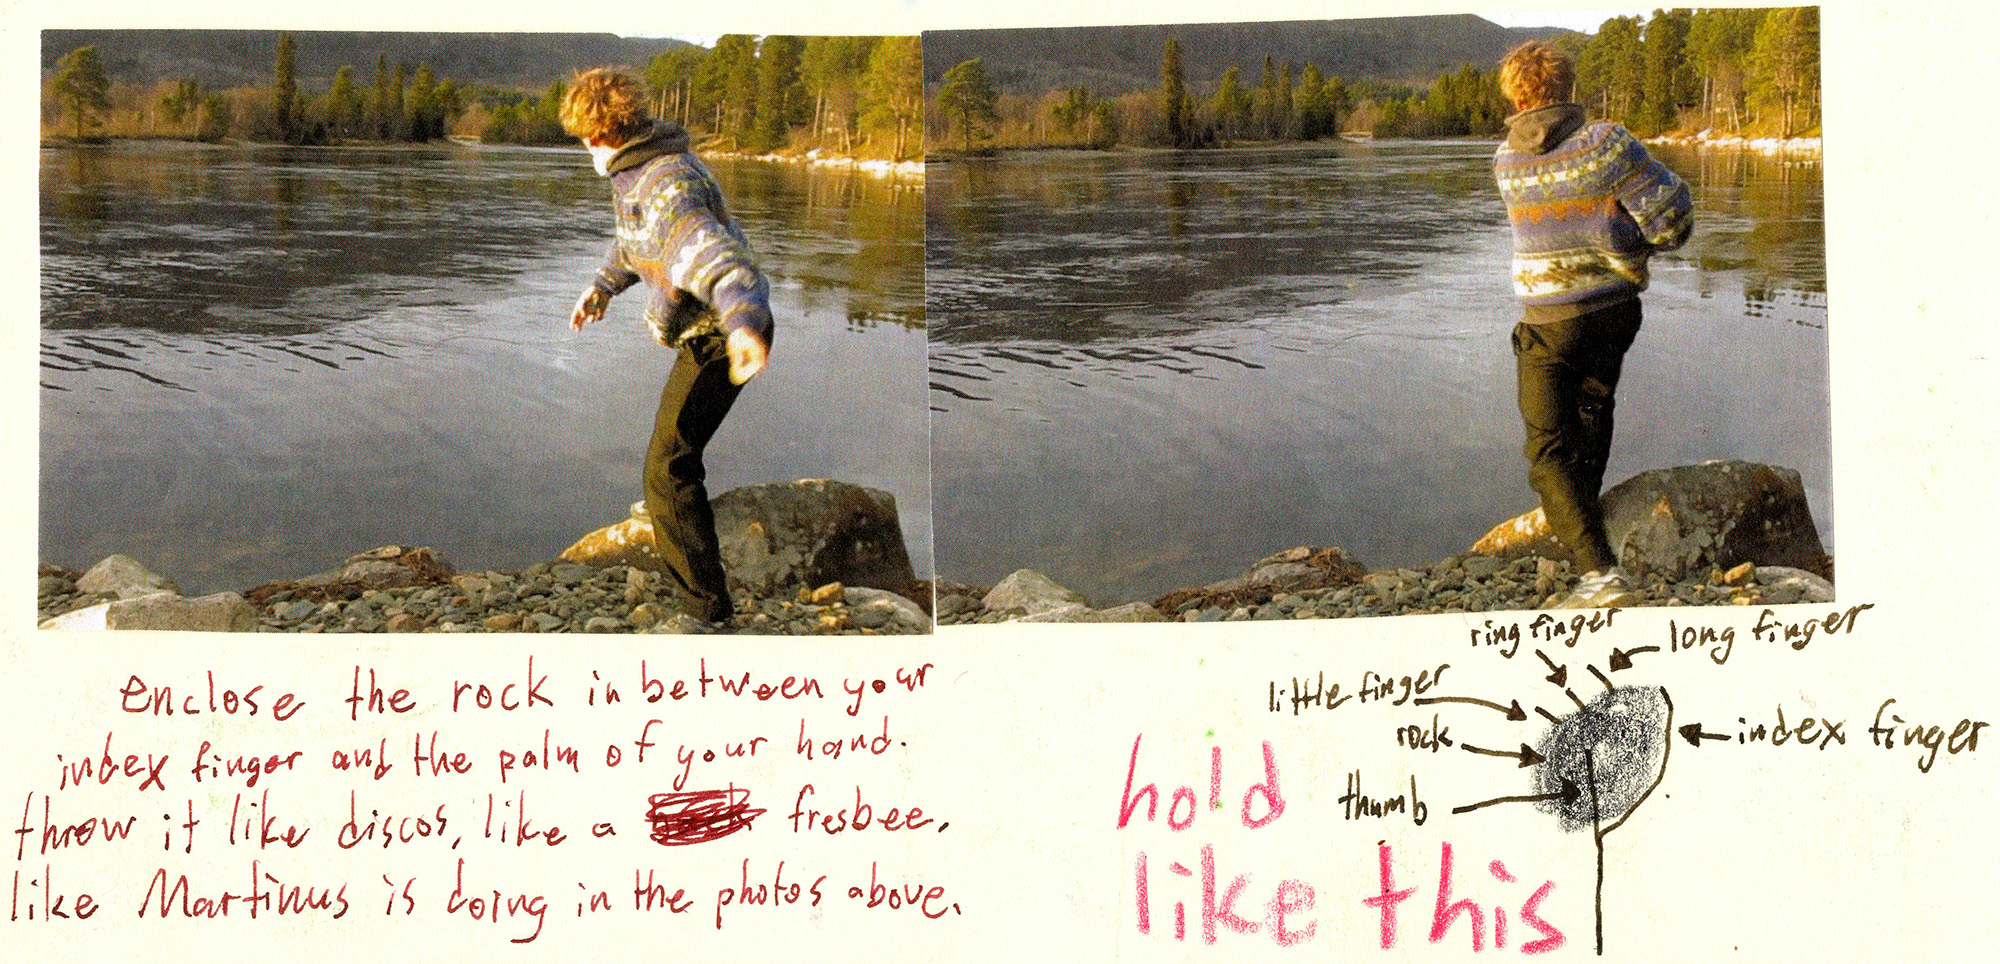 enclose the rock in between your
index finger and the palm of your hand.
throw it like discos, like a fresbee,
like Martinus is doing in the photos above.
hold
like this
ring finger
long finger
little finger
rock
index finger
thumb